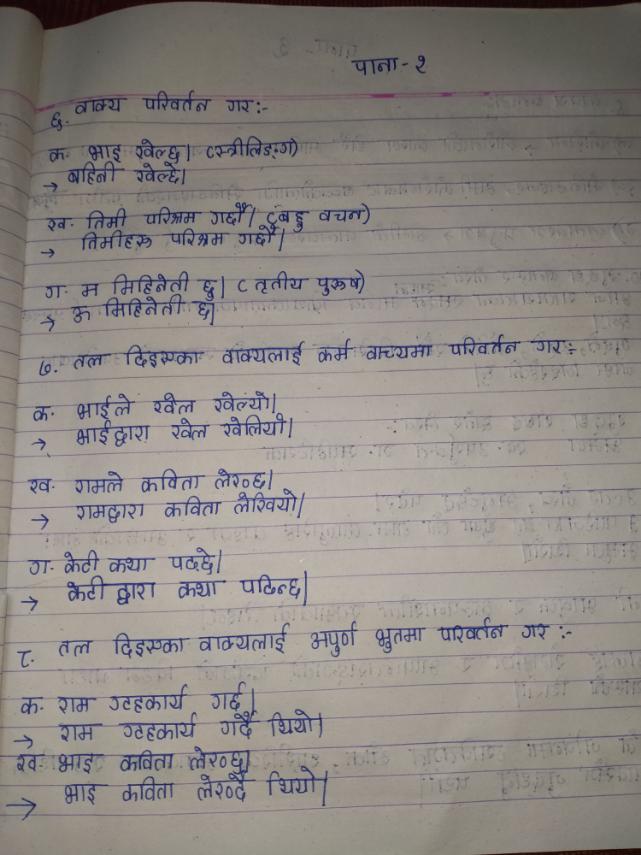 पाना-२
६. वाक्य परिवर्तन गर:-
क. भाइ खेल्छ। (स्त्रीलिङ्ग)
→ बहिनी खेल्छे।
ख. तिमी परिश्रम गर्छौ। (बहु वचन)
→ तिमीहरु परिश्रम गर्छौ।
ग. म मिहिनेती छु। (तृतीय पुरूष)
→ ऊ मिहिनेती छ।
७. तल दिइएका वाक्यलाई कर्म वाच्यमा परिवर्तन गर:
क. भाईले खेल खेल्यो।
→ भाईद्वारा खेल खेलियो।
ख. रामले कविता लेख्छ।
→ रामद्वारा कविता लेखियो।
ग. केटी कथा पढ्छे।
→ केटी द्वारा कथा पढिन्छ।
८. तल दिइएका वाक्यलाई अपुर्ण भुतमा परिवर्तन गर:-
क. राम गृहकार्य गर्छ।
→ राम गृहकार्य गर्दै थियो।
ख. भाइ कविता लेख्छ।
→ भाइ कविता लेख्दै थियो।